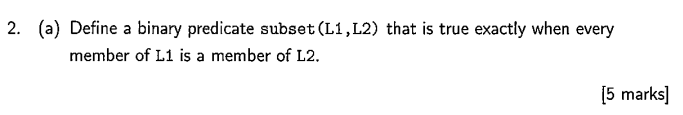 2. (a) Define a binary predicate subset(L1,L2) that is true exactly when every
member of L1 is a member of L2.
[5 marks]